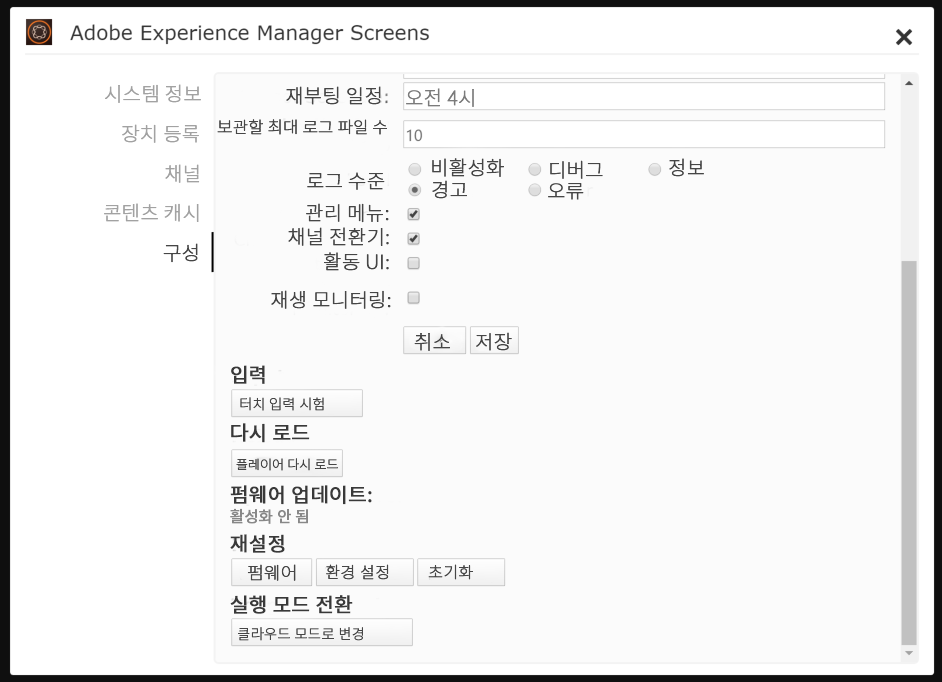 Adobe Experience Manager Screens
시스템 정보
장치 등록
채널
콘텐츠 캐시
구성
재부팅 일정: 오전 4시
보관할 최대 로그 파일 수 10
로그 수준 비활성화 디버그 정보
경고 오류
관리 메뉴:
채널 전환기:
활동 UI:
재생 모니터링:
취소 저장
입력
터치 입력 시험
다시 로드
플레이어 다시 로드
펌웨어 업데이트:
활성화 안 됨
재설정
펌웨어 환경 설정 초기화
실행 모드 전환
클라우드 모드로 변경